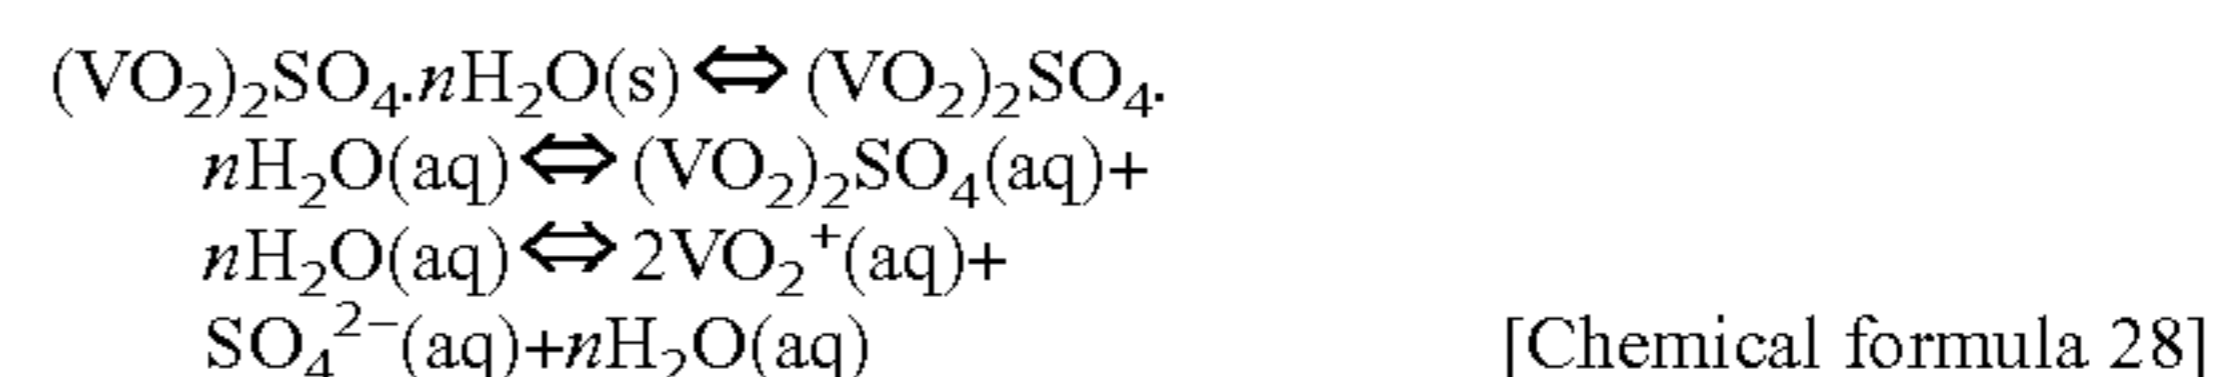 (VO₂)₂SO₄.nH₂O(s)⇔(VO₂)₂SO₄.
nH₂O(aq)⇔(VO₂)₂SO₄(aq)+
nH₂O(aq)⇔2VO₂⁺(aq)+
SO₄²⁻(aq)+nH₂O(aq) [Chemical formula 28]